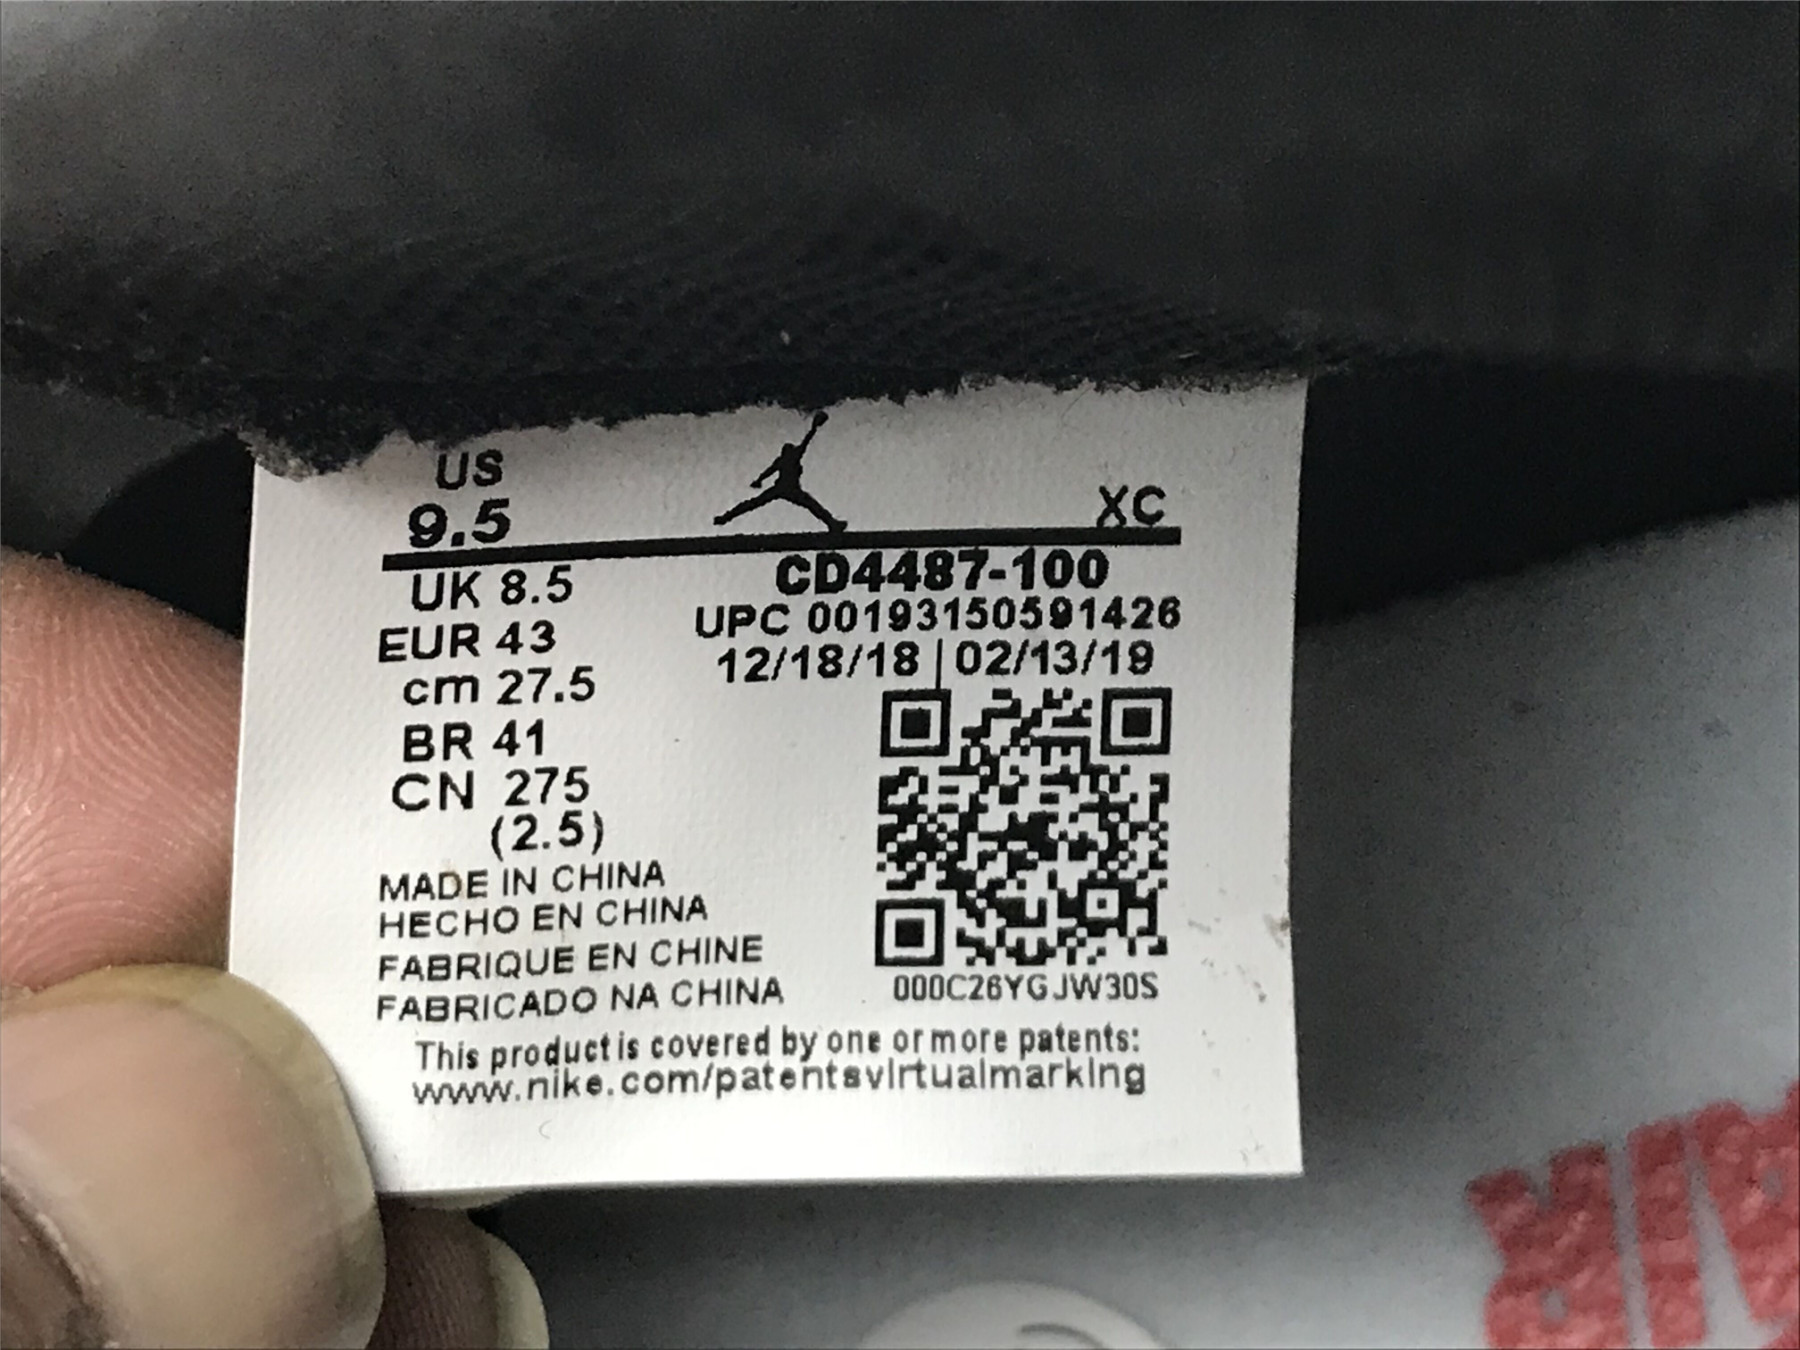 US
9.5
XC
UK 8.5
EUR 43
cm 27.5
BR 41
CN 275
(2.5)
CD4487-100
UPC 00193150591426
12/18/18 | 02/13/19
MADE IN CHINA
HECHO EN CHINA
FABRIQUE EN CHINE
FABRICADO NA CHINA
000C26YGJW30S
This product is covered by one or more patents:
www.nike.com/patentsvirtualmarking
AIR